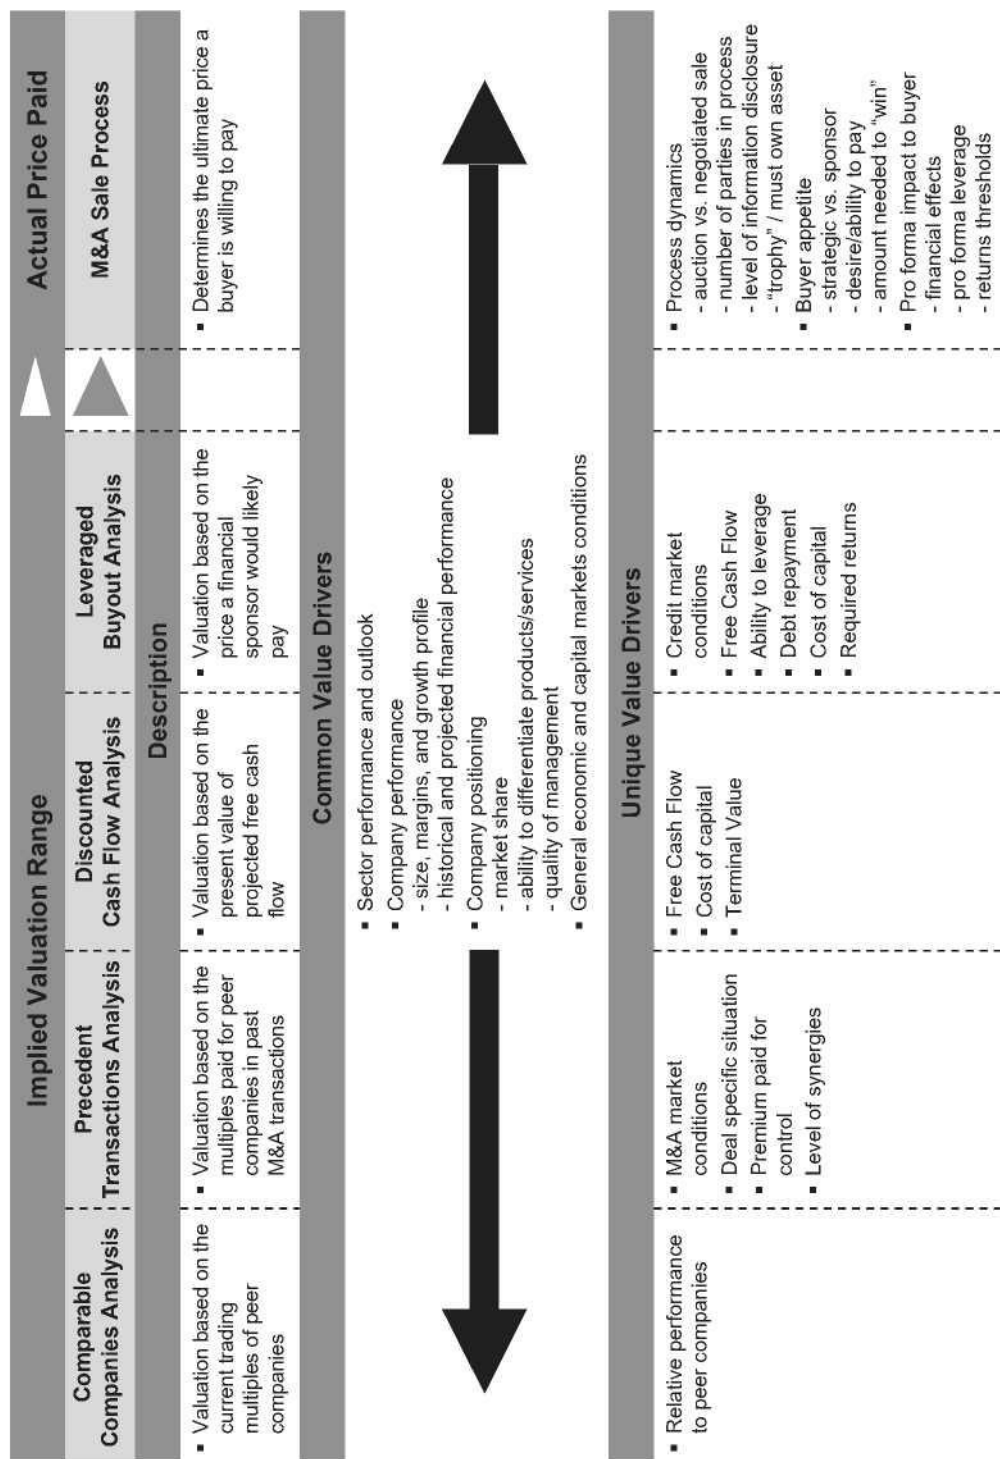 Implied Valuation Range
Actual Price Paid
Comparable
Companies Analysis
Precedent
Transactions Analysis
Discounted
Cash Flow Analysis
Leveraged
Buyout Analysis
M&A Sale Process
Description
▪ Valuation based on the
current trading
multiples of peer
companies
▪ Valuation based on the
multiples paid for peer
companies in past
M&A transactions
▪ Valuation based on the
present value of
projected free cash
flow
▪ Valuation based on the
price a financial
sponsor would likely
pay
▪ Determines the ultimate price a
buyer is willing to pay
Common Value Drivers
▪ Sector performance and outlook
▪ Company performance
- size, margins, and growth profile
- historical and projected financial performance
▪ Company positioning
- market share
- ability to differentiate products/services
- quality of management
▪ General economic and capital markets conditions
Unique Value Drivers
▪ Relative performance
to peer companies
▪ M&A market
conditions
▪ Deal specific situation
▪ Premium paid for
control
▪ Level of synergies
▪ Free Cash Flow
▪ Cost of capital
▪ Terminal Value
▪ Credit market
conditions
▪ Free Cash Flow
▪ Ability to leverage
▪ Debt repayment
▪ Cost of capital
▪ Required returns
▪ Process dynamics
- auction vs. negotiated sale
- number of parties in process
- level of information disclosure
- “trophy” / must own asset
▪ Buyer appetite
- strategic vs. sponsor
- desire/ability to pay
- amount needed to “win”
▪ Pro forma impact to buyer
- financial effects
- pro forma leverage
- returns thresholds